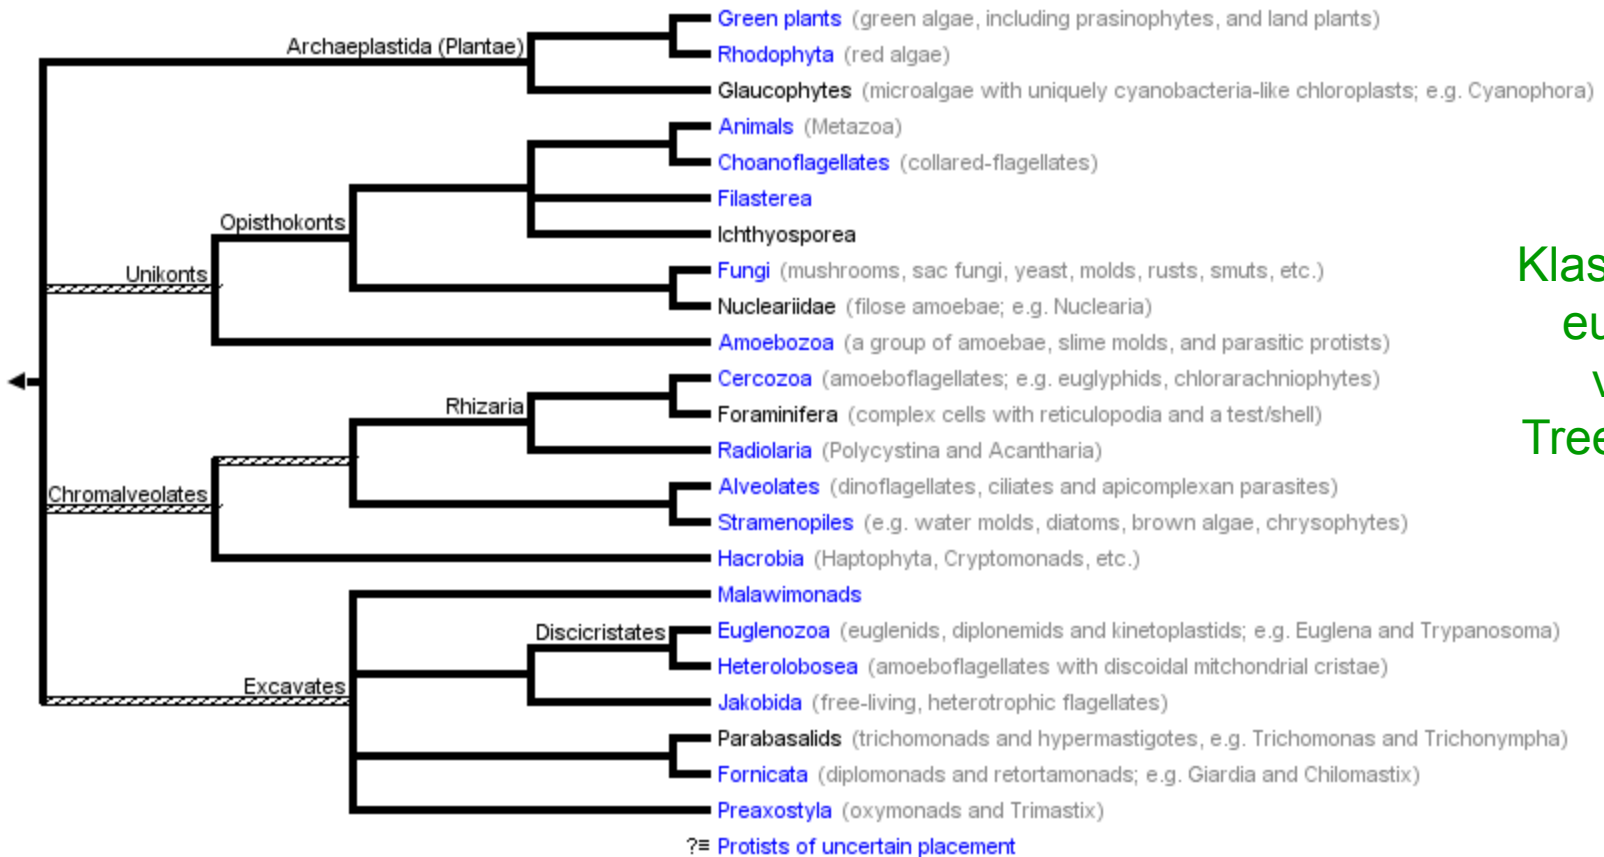 Archaeplastida (Plantae)
Green plants (green algae, including prasinophytes, and land plants)
Rhodophyta (red algae)
Glaucophytes (microalgae with uniquely cyanobacteria-like chloroplasts; e.g. Cyanophora)
Unikonts
Opisthokonts
Animals (Metazoa)
Choanoflagellates (collared-flagellates)
Filasterea
Ichthyosporea
Fungi (mushrooms, sac fungi, yeast, molds, rusts, smuts, etc.)
Nucleariidae (filose amoebae; e.g. Nuclearia)
Amoebozoa (a group of amoebae, slime molds, and parasitic protists)
Chromalveolates
Rhizaria
Cercozoa (amoeboflagellates; e.g. euglyphids, chlorarachniophytes)
Foraminifera (complex cells with reticulopodia and a test/shell)
Radiolaria (Polycystina and Acantharia)
Alveolates (dinoflagellates, ciliates and apicomplexan parasites)
Stramenopiles (e.g. water molds, diatoms, brown algae, chrysophytes)
Hacrobia (Haptophyta, Cryptomonads, etc.)
Excavates
Malawimonads
Discicristates
Euglenozoa (euglenids, diplonemids and kinetoplastids; e.g. Euglena and Trypanosoma)
Heterolobosea (amoeboflagellates with discoidal mitchondrial cristae)
Jakobida (free-living, heterotrophic flagellates)
Parabasalids (trichomonads and hypermastigotes, e.g. Trichomonas and Trichonympha)
Fornicata (diplomonads and retortamonads; e.g. Giardia and Chilomastix)
Preaxostyla (oxymonads and Trimastix)
?≡ Protists of uncertain placement
Klas
eu
Tree